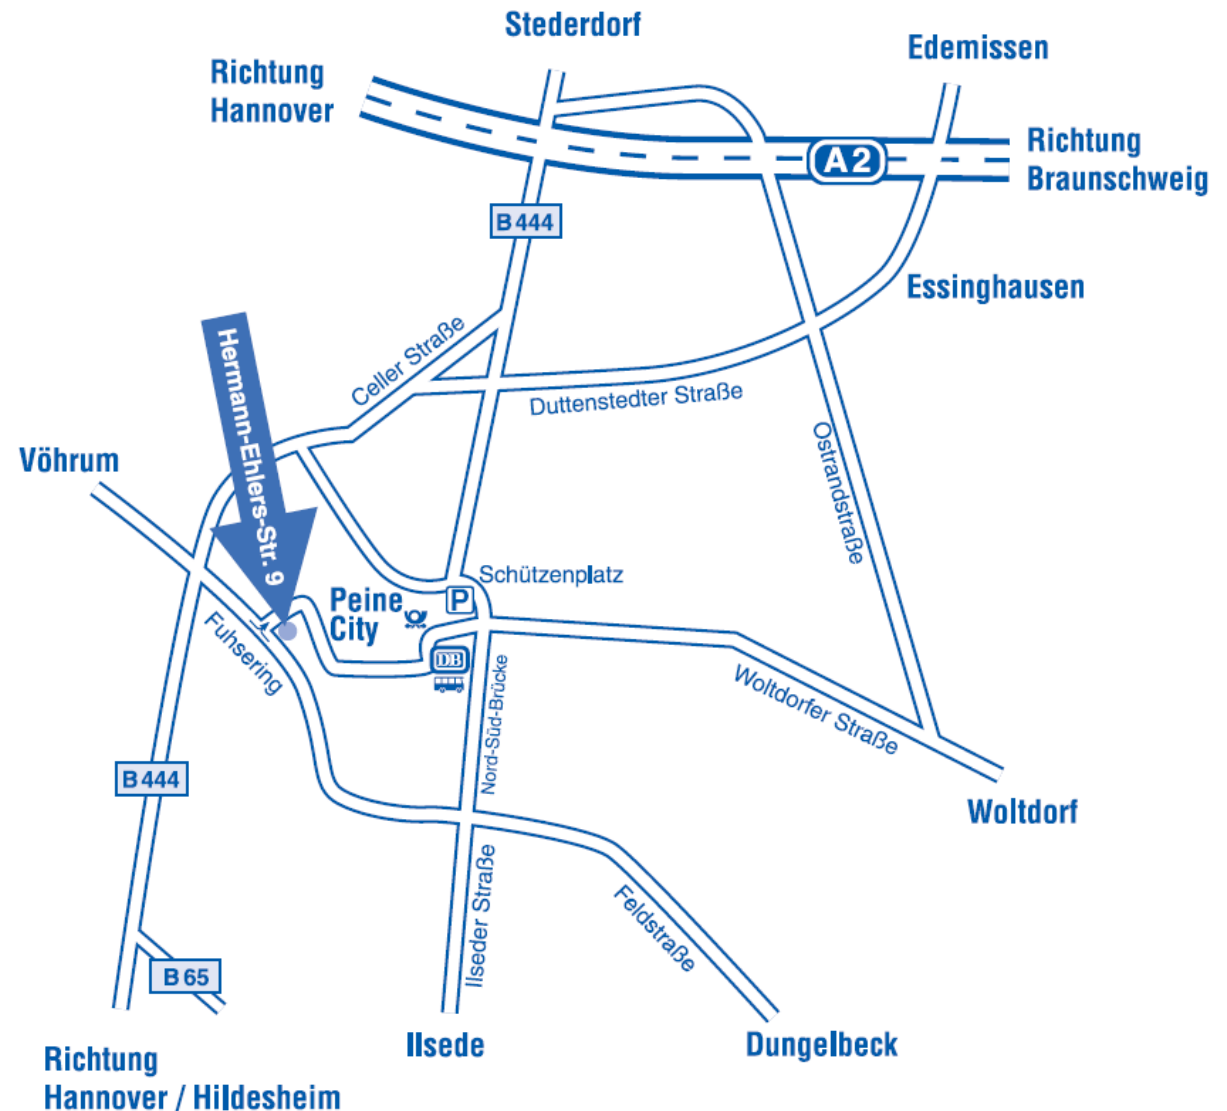 Stederdorf
Edemissen
Richtung
Hannover
Richtung
Braunschweig
A2
B 444
Essinghausen
Celler Straße
Duttenstedter Straße
Hermann-Ehlers-Str. 9
Ostrandstraße
Vöhrum
Schützenplatz
P
Peine
City
Fuhsering
DB
Nord-Süd-Brücke
Woltdorfer Straße
B 444
Woltdorf
Ilseder Straße
Feldstraße
B 65
Ilsede
Dungelbeck
Richtung
Hannover / Hildesheim